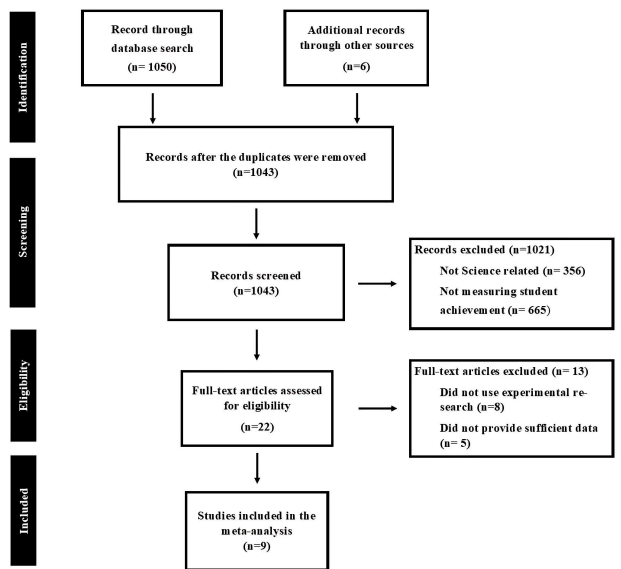 Identification
Record through
database search
(n= 1050)
Additional records
through other sources
(n=6)
Records after the duplicates were removed
(n=1043)
Screening
Records screened
(n=1043)
Records excluded (n=1021)
Not Science related (n= 356)
Not measuring student
achievement (n= 665)
Eligibility
Full-text articles assessed
for eligibility
(n=22)
Full-text articles excluded (n= 13)
Did not use experimental re-
search (n=8)
Did not provide sufficient data
(n= 5)
Included
Studies included in the
meta-analysis
(n=9)